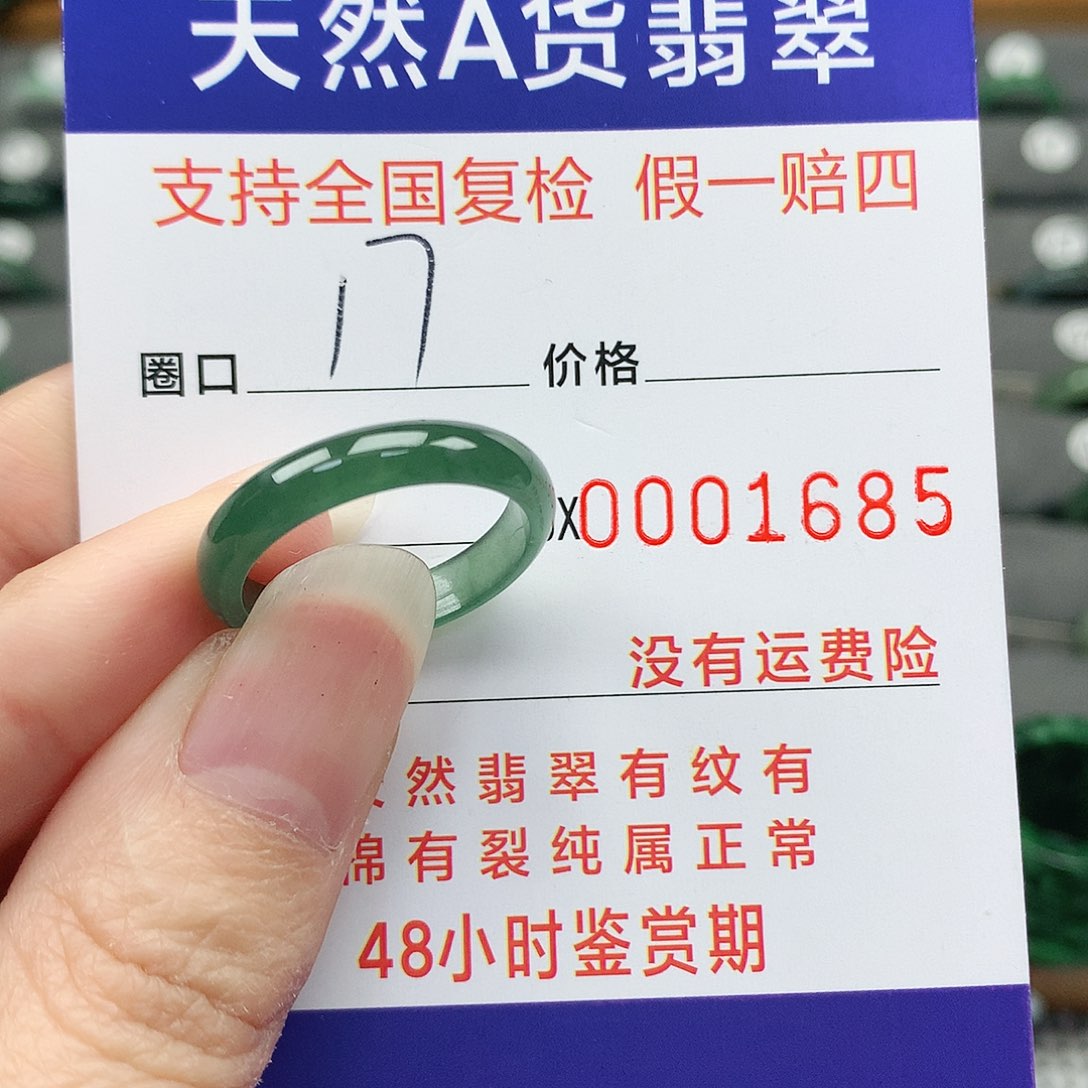 天然A货翡翠
支持全国复检 假一赔四
圈口 17 价格
X0001685
没有运费险
然翡翠有纹有
棉有裂纯属正常
48小时鉴赏期